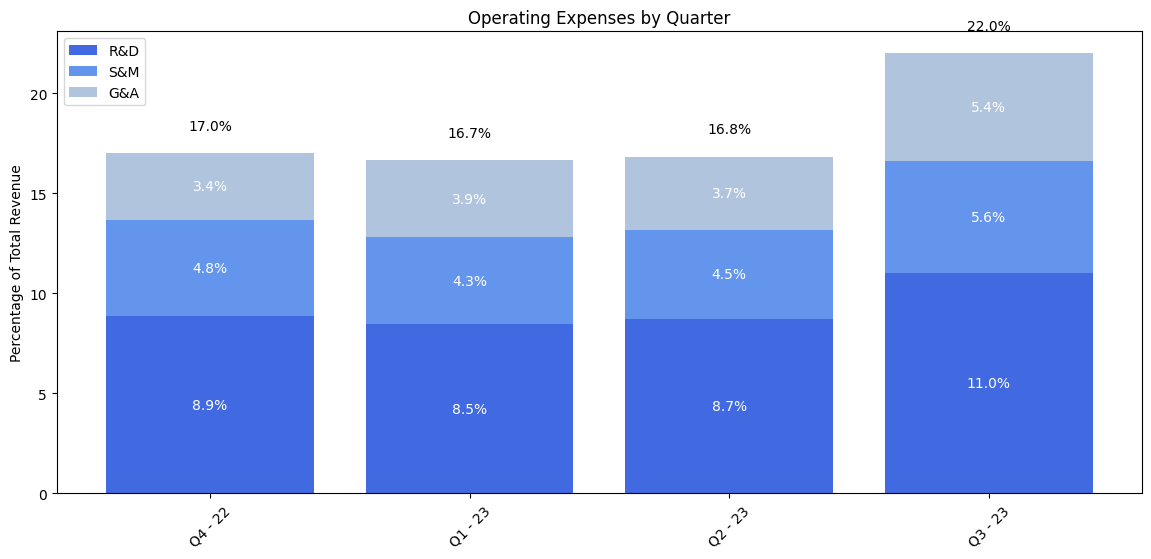 Operating Expenses by Quarter
22.0%
R&D
S&M
G&A
Percentage of Total Revenue
20
15
10
5
0
17.0%
16.7%
16.8%
3.4%
3.9%
3.7%
5.4%
4.8%
4.3%
4.5%
5.6%
8.9%
8.5%
8.7%
11.0%
Q4 - 22
Q1 - 23
Q2 - 23
Q3 - 23